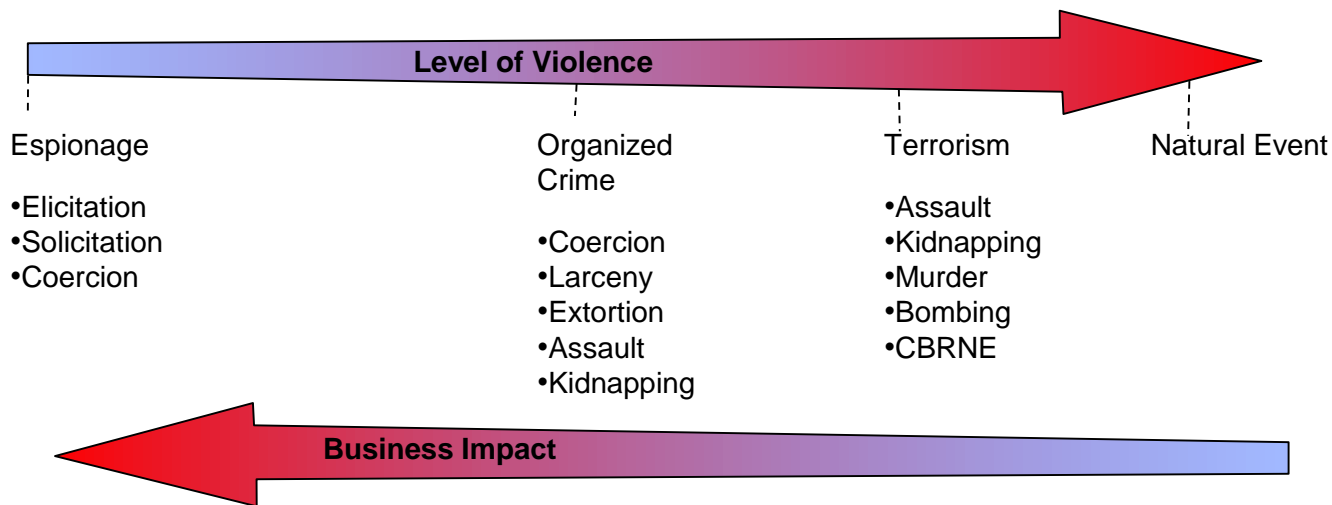 Level of Violence
Espionage
•Elicitation
•Solicitation
•Coercion
Organized
Crime
•Coercion
•Larceny
•Extortion
•Assault
•Kidnapping
Terrorism
•Assault
•Kidnapping
•Murder
•Bombing
•CBRNE
Natural Event
Business Impact